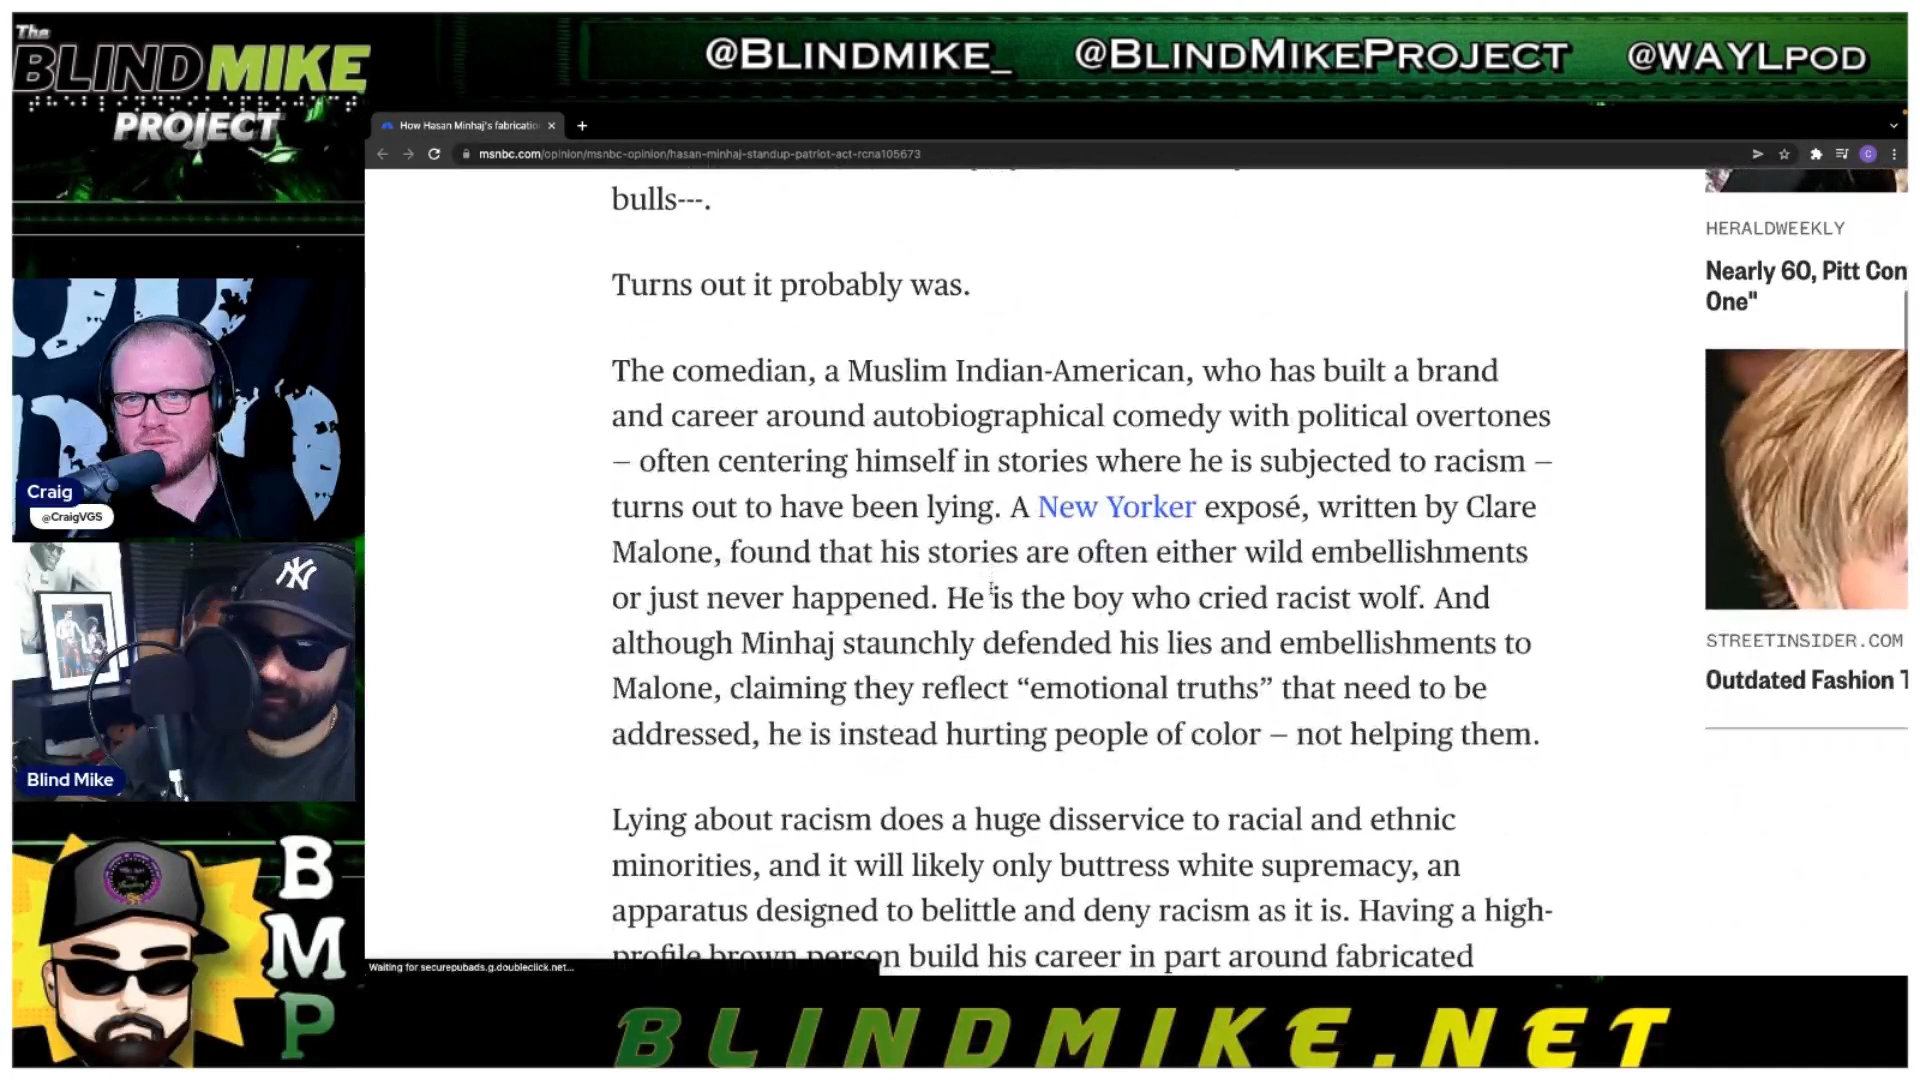 The
BLINDMIKE
PROJECT
@BLINDMIKE_ @BLINDMIKEPROJECT @WAYLPOD
How Hasan Minhaj's fabricatio
msnbc.com/opinion/msnbc-opinion/hasan-minhaj-standup-patriot-act-rcna105673
C
bulls---.
Turns out it probably was.
The comedian, a Muslim Indian-American, who has built a brand
and career around autobiographical comedy with political overtones
– often centering himself in stories where he is subjected to racism –
turns out to have been lying. A New Yorker exposé, written by Clare
Malone, found that his stories are often either wild embellishments
or just never happened. He is the boy who cried racist wolf. And
although Minhaj staunchly defended his lies and embellishments to
Malone, claiming they reflect “emotional truths” that need to be
addressed, he is instead hurting people of color – not helping them.
Lying about racism does a huge disservice to racial and ethnic
minorities, and it will likely only buttress white supremacy, an
apparatus designed to belittle and deny racism as it is. Having a high-
profile brown person build his career in part around fabricated
HERALDWEEKLY
Nearly 60, Pitt Con
One"
STREETINSIDER.COM
Outdated Fashion T
Craig
@CraigVGS
NY
Blind Mike
BMP
Waiting for securepubads.g.doubleclick.net...
BLINDMIKE.NET